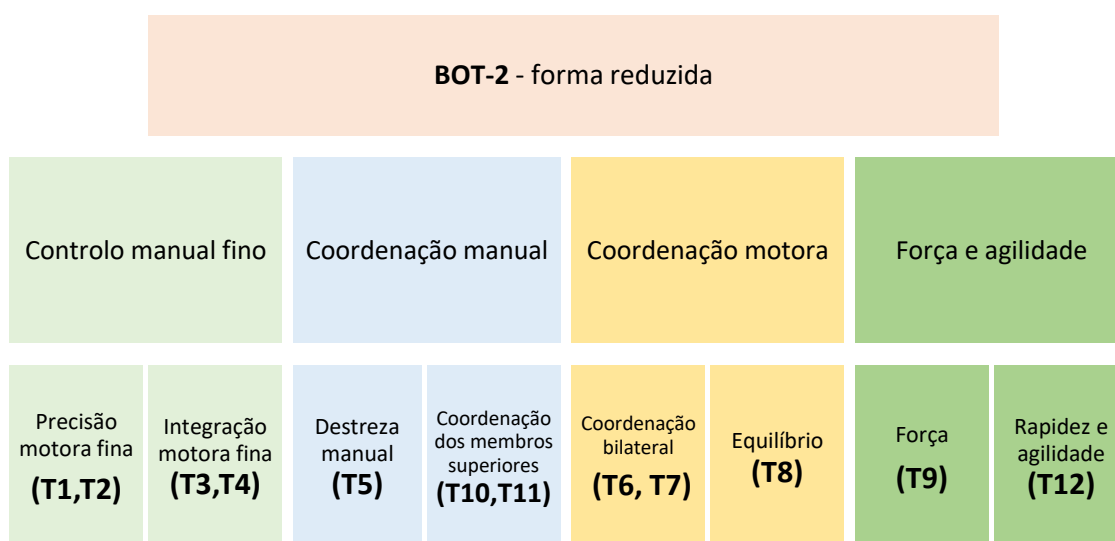 BOT-2 - forma reduzida
Controlo manual fino
Coordenação manual
Coordenação motora
Força e agilidade
Precisão
motora fina
(T1,T2)
Integração
motora fina
(T3,T4)
Destreza
manual
(T5)
Coordenação
dos membros
superiores
(T10,T11)
Coordenação
bilateral
(T6, T7)
Equilíbrio
(T8)
Força
(T9)
Rapidez e
agilidade
(T12)